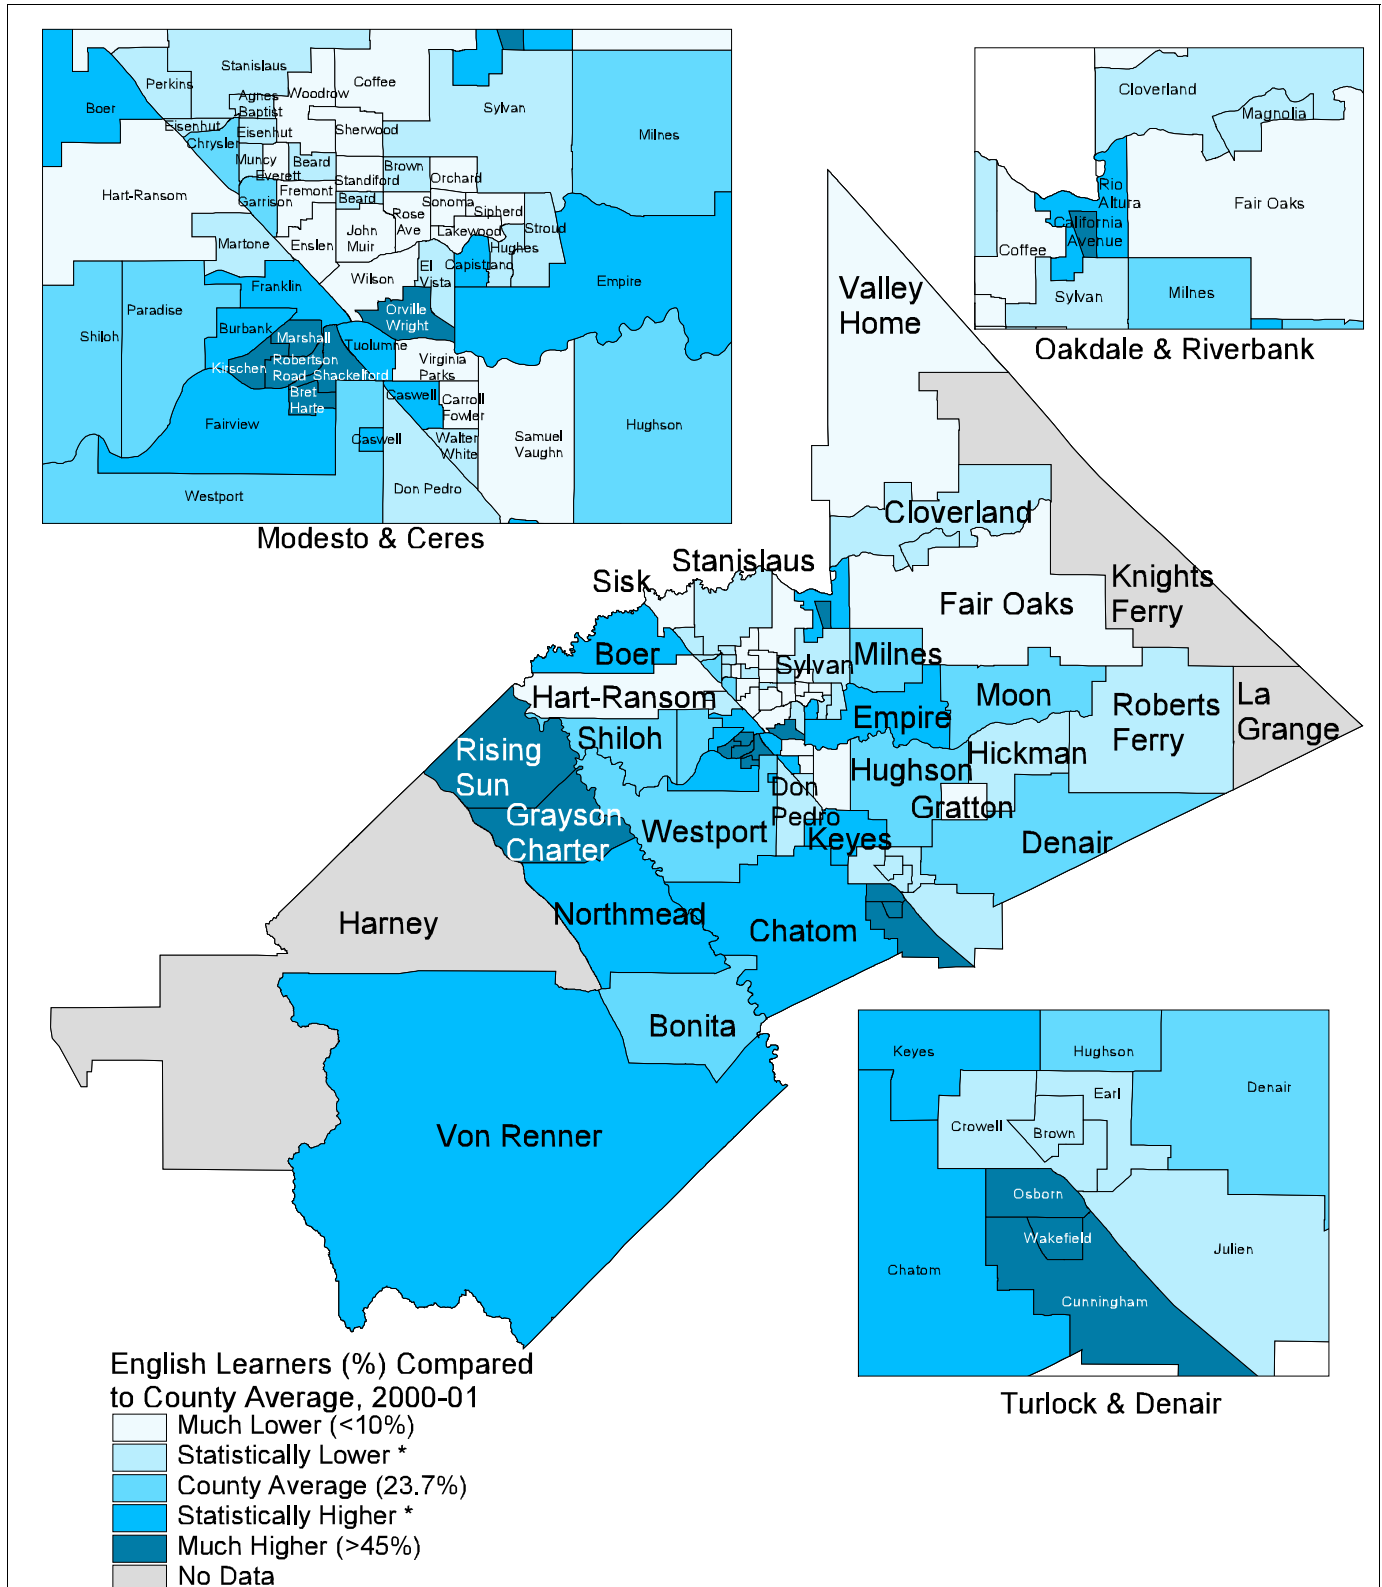 Stanislaus
Coffee
Perkins
Woodrow
Agnes
Baptist
Boer
Sylvan
Eisenhut
Eisenhut
Sherwood
Milnes
Chrysler
Muncy
Beard
Brown
Everett
Standiford
Orchard
Hart-Ransom
Fremont
Garrison
Beard
Sonoma
Rose
Ave
Sipherd
John
Muir
Lakewood
Stroud
Martone
Enslen
Hughes
El
Vista
Capistrano
Wilson
Empire
Franklin
Paradise
Orville
Wright
Shiloh
Burbank
Marshall
Tuolumne
Kirschen
Robertson
Road
Shackelford
Virginia
Parks
Bret
Harte
Caswell
Carroll
Fowler
Fairview
Caswell
Walter
White
Samuel
Vaughn
Hughson
Westport
Don Pedro
Modesto & Ceres
Cloverland
Magnolia
Rio
Altura
Fair Oaks
California
Avenue
Coffee
Sylvan
Milnes
Oakdale & Riverbank
Valley
Home
Cloverland
Stanislaus
Sisk
Knights
Ferry
Fair Oaks
Boer
Sylvan
Milnes
Hart-Ransom
Moon
Roberts
Ferry
La
Grange
Empire
Rising
Sun
Shiloh
Hickman
Hughson
Don
Pedro
Gratton
Grayson
Charter
Westport
Keyes
Denair
Harney
Northmead
Chatom
Bonita
Von Renner
Keyes
Hughson
Denair
Earl
Crowell
Brown
Osborn
Wakefield
Julien
Chatom
Cunningham
Turlock & Denair
English Learners (%) Compared
to County Average, 2000-01
Much Lower (<10%)
Statistically Lower *
County Average (23.7%)
Statistically Higher *
Much Higher (>45%)
No Data